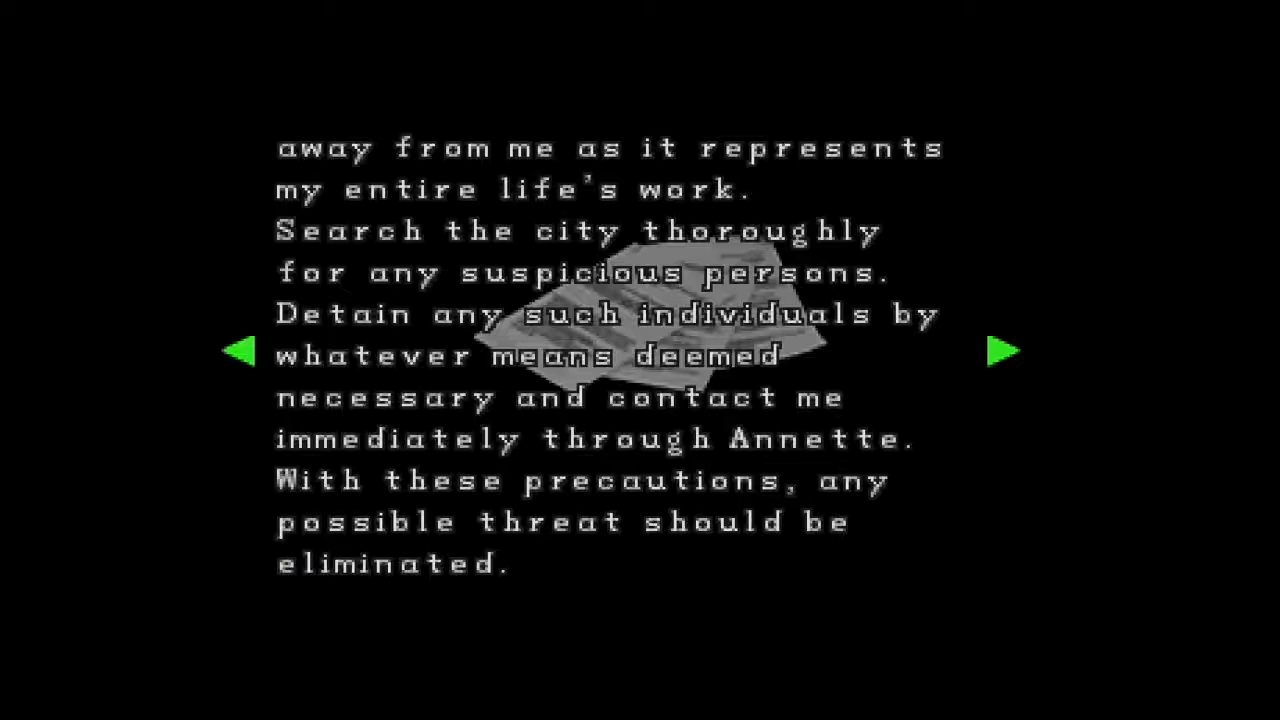 away from me as it represents
my entire life's work.
Search the city thoroughly
for any suspicious persons.
Detain any such individuals by
whatever means deemed
necessary and contact me
immediately through Annette.
With these precautions, any
possible threat should be
eliminated.